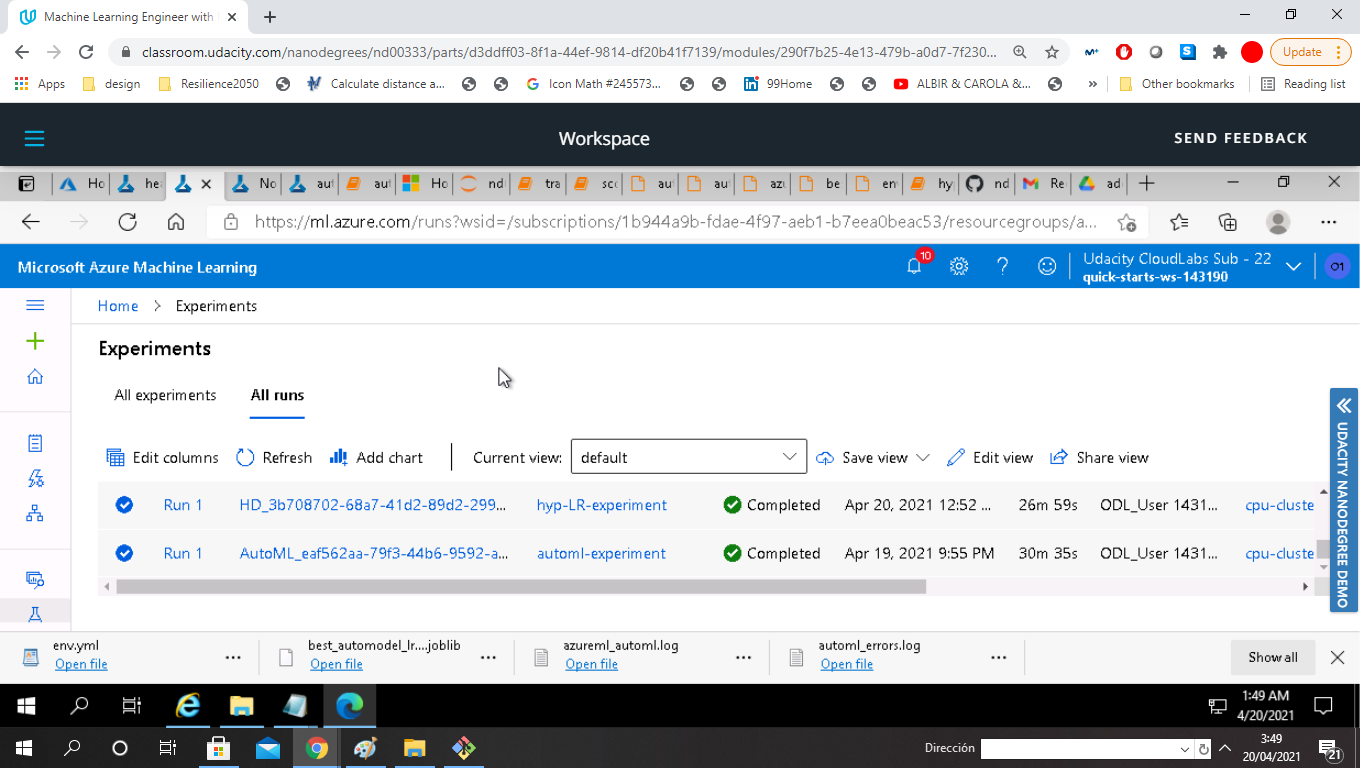 Machine Learning Engineer with
classroom.udacity.com/nanodegrees/nd00333/parts/d3ddff03-8f1a-44ef-9814-df20b41f7139/modules/290f7b25-4e13-479b-a0d7-7f230...
Update
Apps design Resilience2050 Calculate distance a... Icon Math #245573... 99Home ALBIR & CAROLA &... » Other bookmarks Reading list
Workspace
SEND FEEDBACK
Ho he No aut aut Ho nd tra sco aut aut azu be en hy nd Re ad
https://ml.azure.com/runs?wsid=/subscriptions/1b944a9b-fdae-4f97-aeb1-b7eea0beac53/resourcegroups/a...
Microsoft Azure Machine Learning
10
Udacity CloudLabs Sub - 22
quick-starts-ws-143190
O1
Home > Experiments
Experiments
All experiments All runs
Edit columns Refresh Add chart Current view: default Save view Edit view Share view
Run 1 HD_3b708702-68a7-41d2-89d2-299... hyp-LR-experiment Completed Apr 20, 2021 12:52 ... 26m 59s ODL_User 1431... cpu-cluste
Run 1 AutoML_eaf562aa-79f3-44b6-9592-a... automl-experiment Completed Apr 19, 2021 9:55 PM 30m 35s ODL_User 1431... cpu-cluste
UDACITY NANODEGREE DEMO
env.yml best_automodel_lr....joblib azureml_automl.log automl_errors.log
Open file Open file Open file Open file
Show all
1:49 AM
4/20/2021
Dirección
3:49
20/04/2021
21